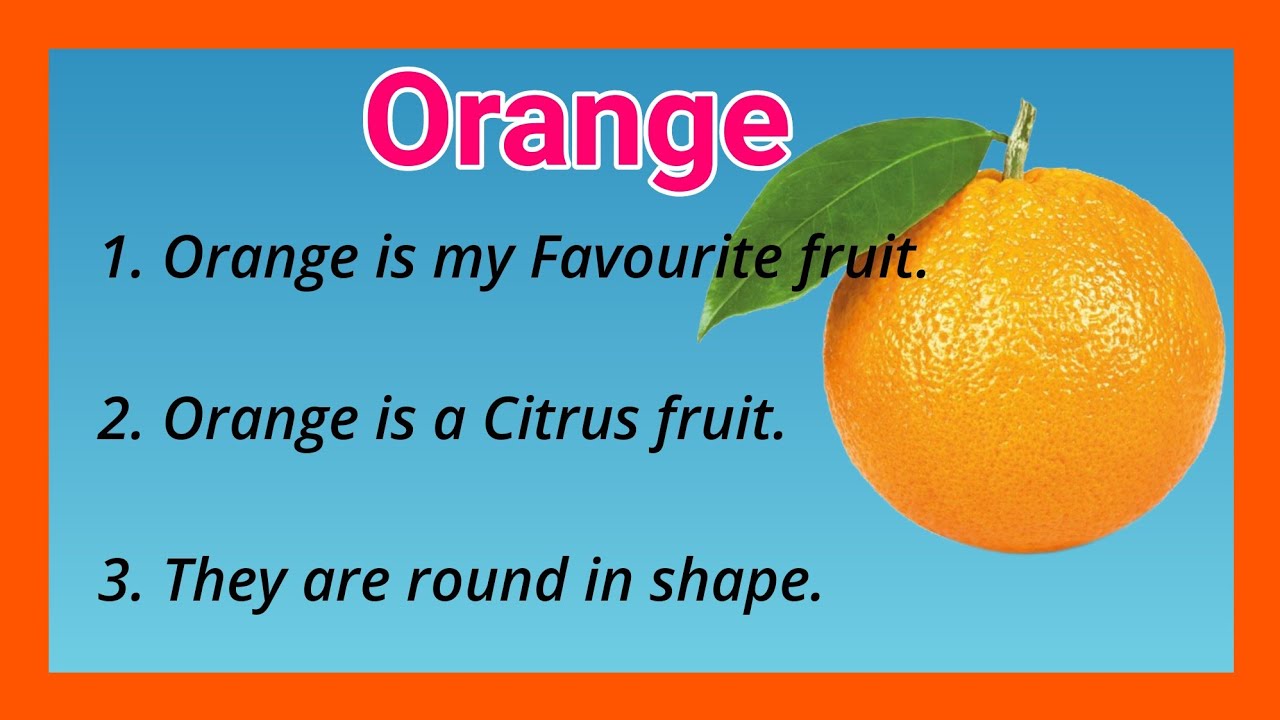 Orange
1. Orange is my Favourite fruit.
2. Orange is a Citrus fruit.
3. They are round in shape.